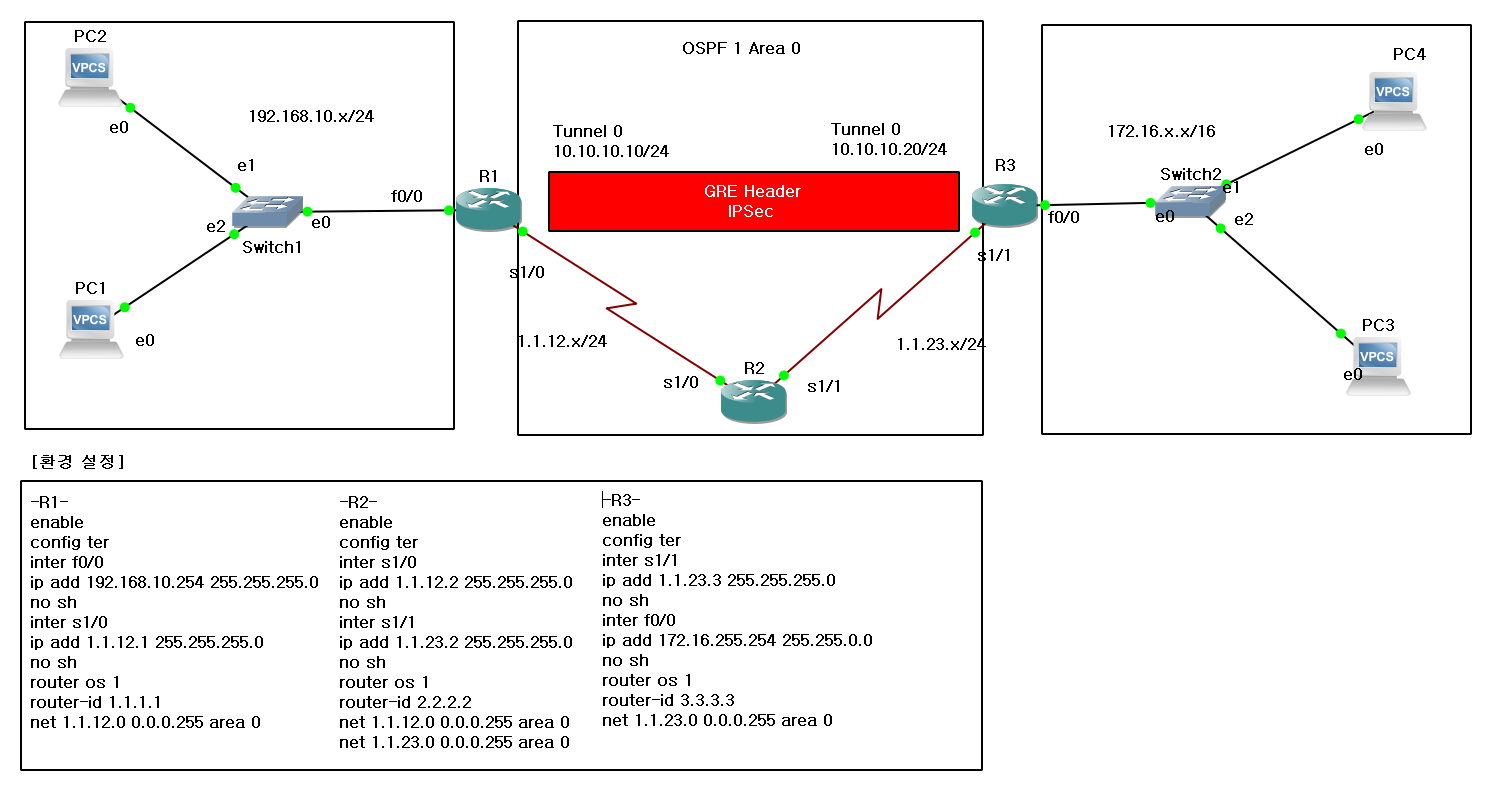 PC2
VPCS
e0
192.168.10.x/24
e1
e2
e0
Switch1
PC1
VPCS
e0
f0/0
R1
OSPF 1 Area 0
Tunnel 0
10.10.10.10/24
Tunnel 0
10.10.10.20/24
GRE Header
IPSec
s1/0
1.1.12.x/24
s1/0
R2
s1/1
1.1.23.x/24
s1/1
R3
f0/0
172.16.x.x/16
Switch2
e0
e1
e2
PC4
VPCS
e0
PC3
VPCS
e0
[환경 설정]
-R1-
enable
config ter
inter f0/0
ip add 192.168.10.254 255.255.255.0
no sh
inter s1/0
ip add 1.1.12.1 255.255.255.0
no sh
router os 1
router-id 1.1.1.1
net 1.1.12.0 0.0.0.255 area 0
-R2-
enable
config ter
inter s1/0
ip add 1.1.12.2 255.255.255.0
no sh
inter s1/1
ip add 1.1.23.2 255.255.255.0
no sh
router os 1
router-id 2.2.2.2
net 1.1.12.0 0.0.0.255 area 0
net 1.1.23.0 0.0.0.255 area 0
-R3-
enable
config ter
inter s1/1
ip add 1.1.23.3 255.255.255.0
no sh
inter f0/0
ip add 172.16.255.254 255.255.0.0
no sh
router os 1
router-id 3.3.3.3
net 1.1.23.0 0.0.0.255 area 0